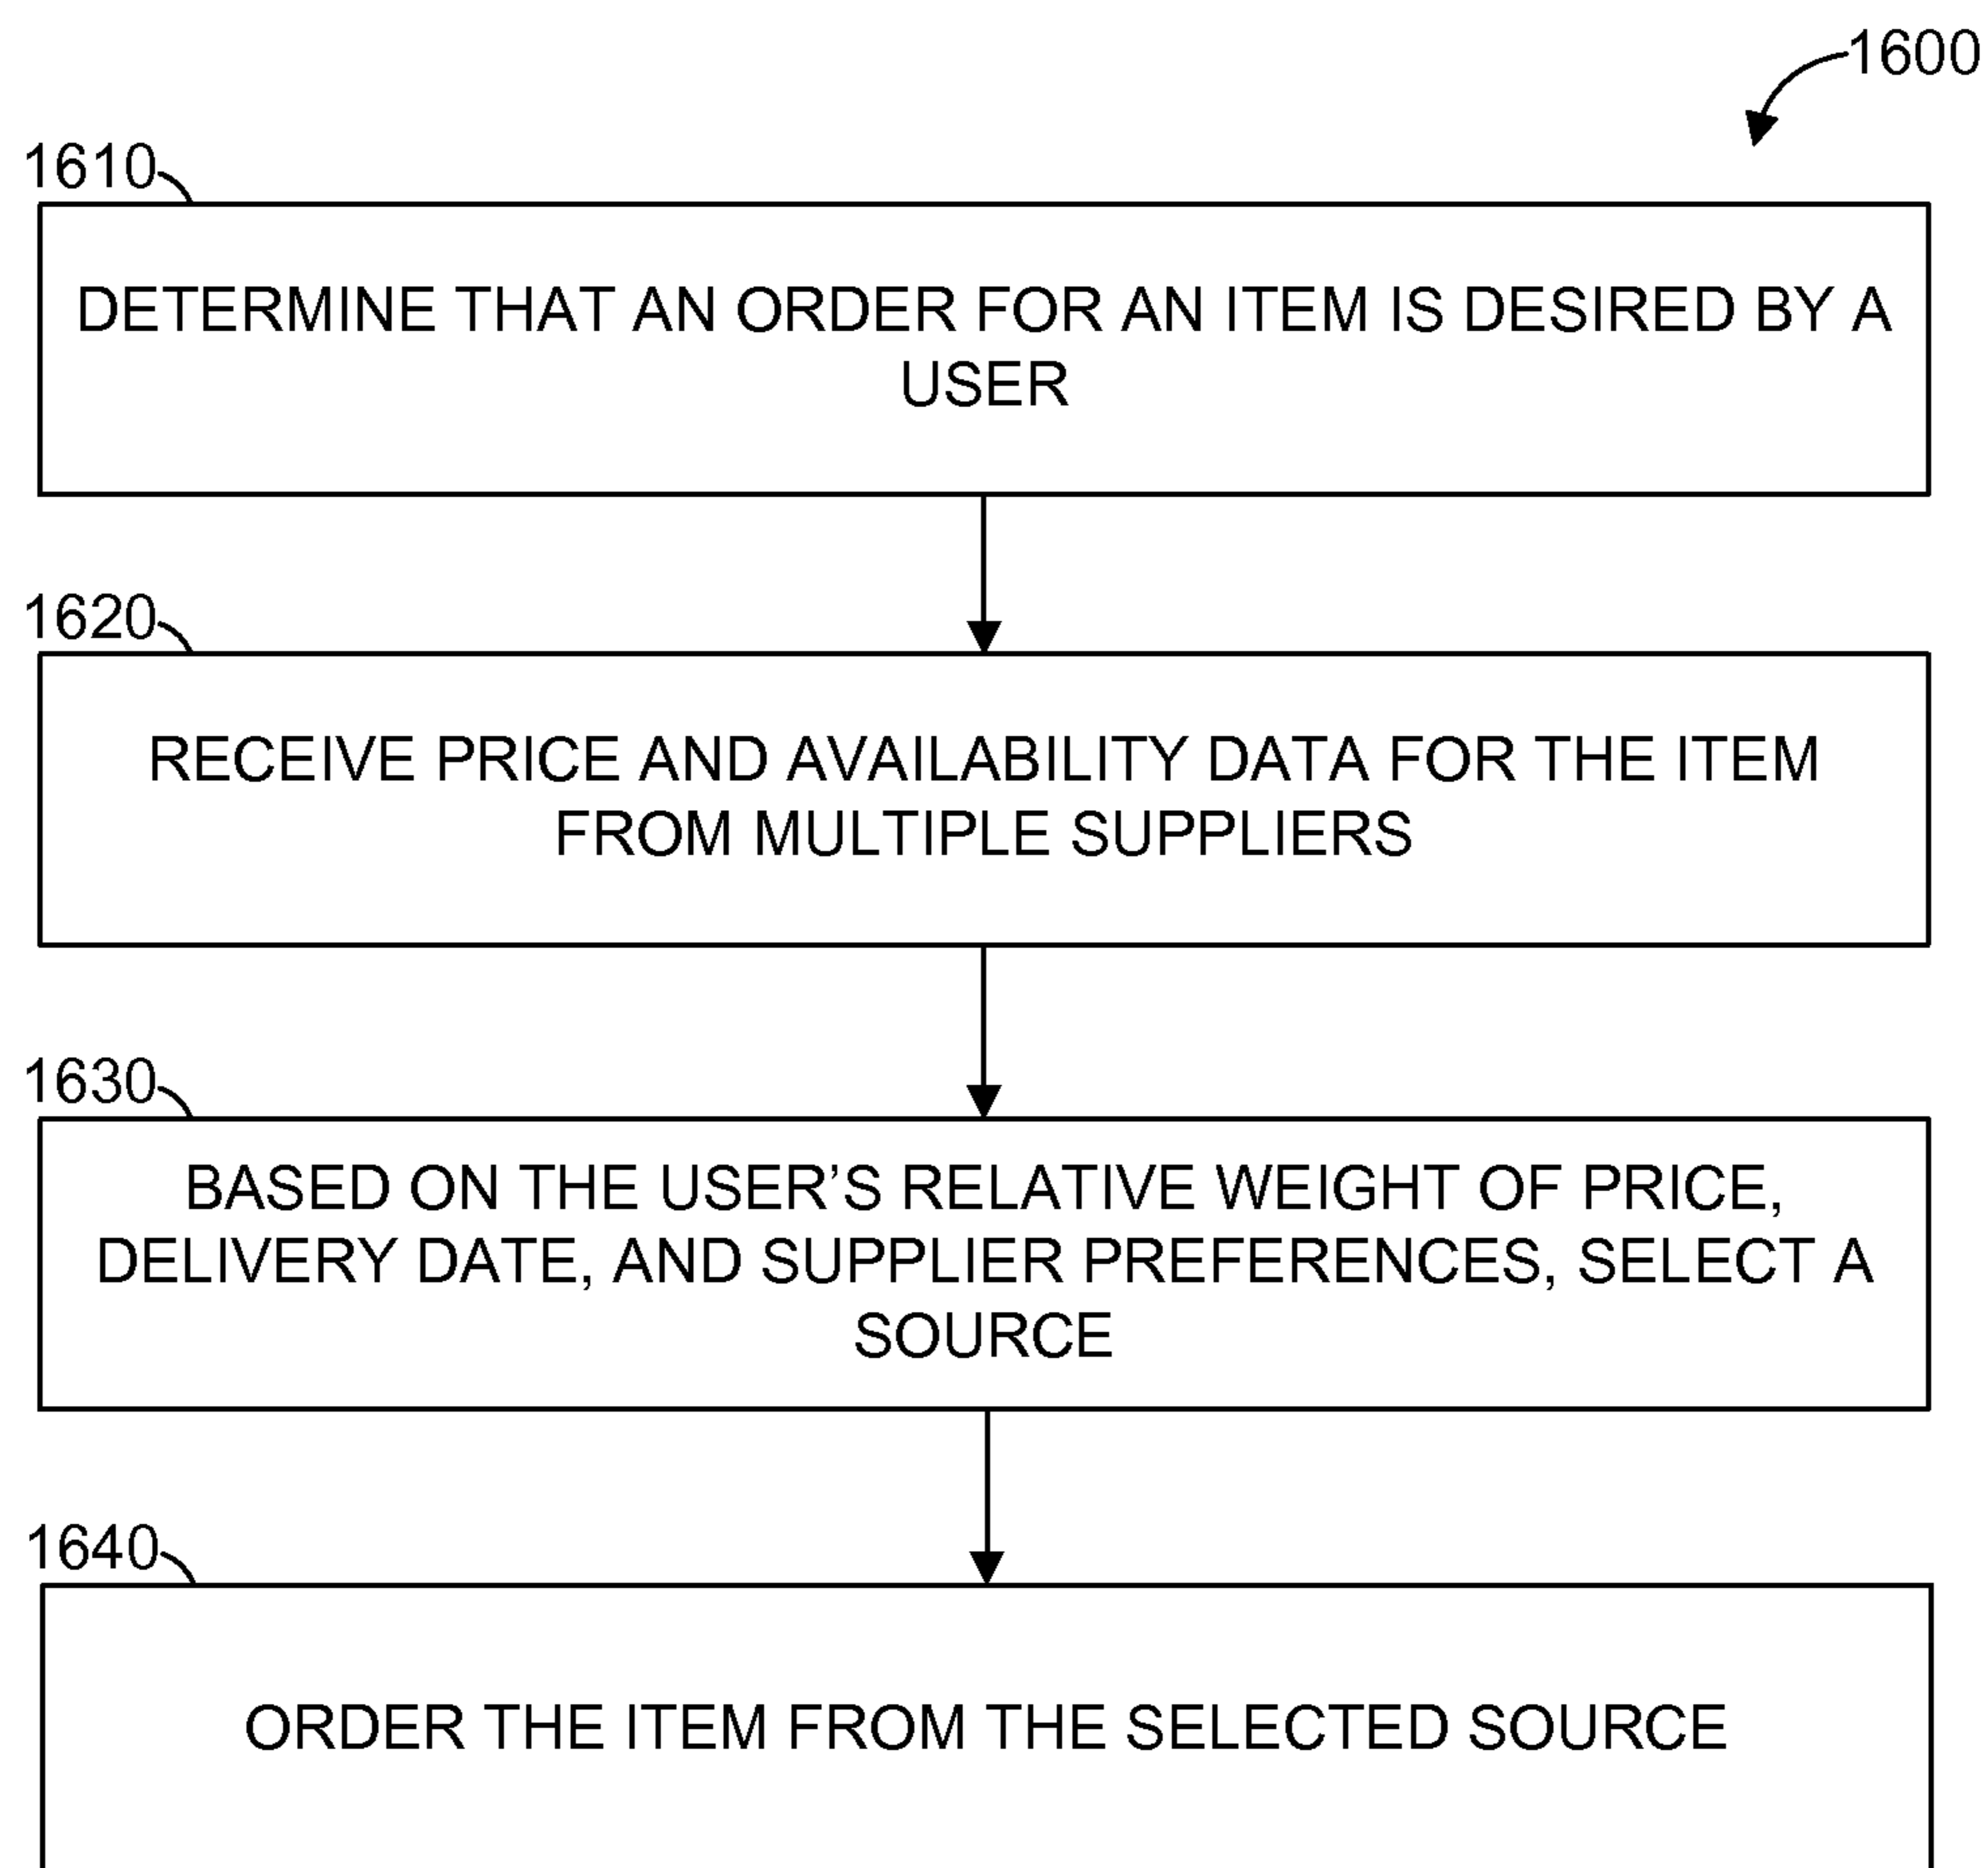 1600
1610
DETERMINE THAT AN ORDER FOR AN ITEM IS DESIRED BY A
USER
1620
RECEIVE PRICE AND AVAILABILITY DATA FOR THE ITEM
FROM MULTIPLE SUPPLIERS
1630
BASED ON THE USER’S RELATIVE WEIGHT OF PRICE,
DELIVERY DATE, AND SUPPLIER PREFERENCES, SELECT A
SOURCE
1640
ORDER THE ITEM FROM THE SELECTED SOURCE